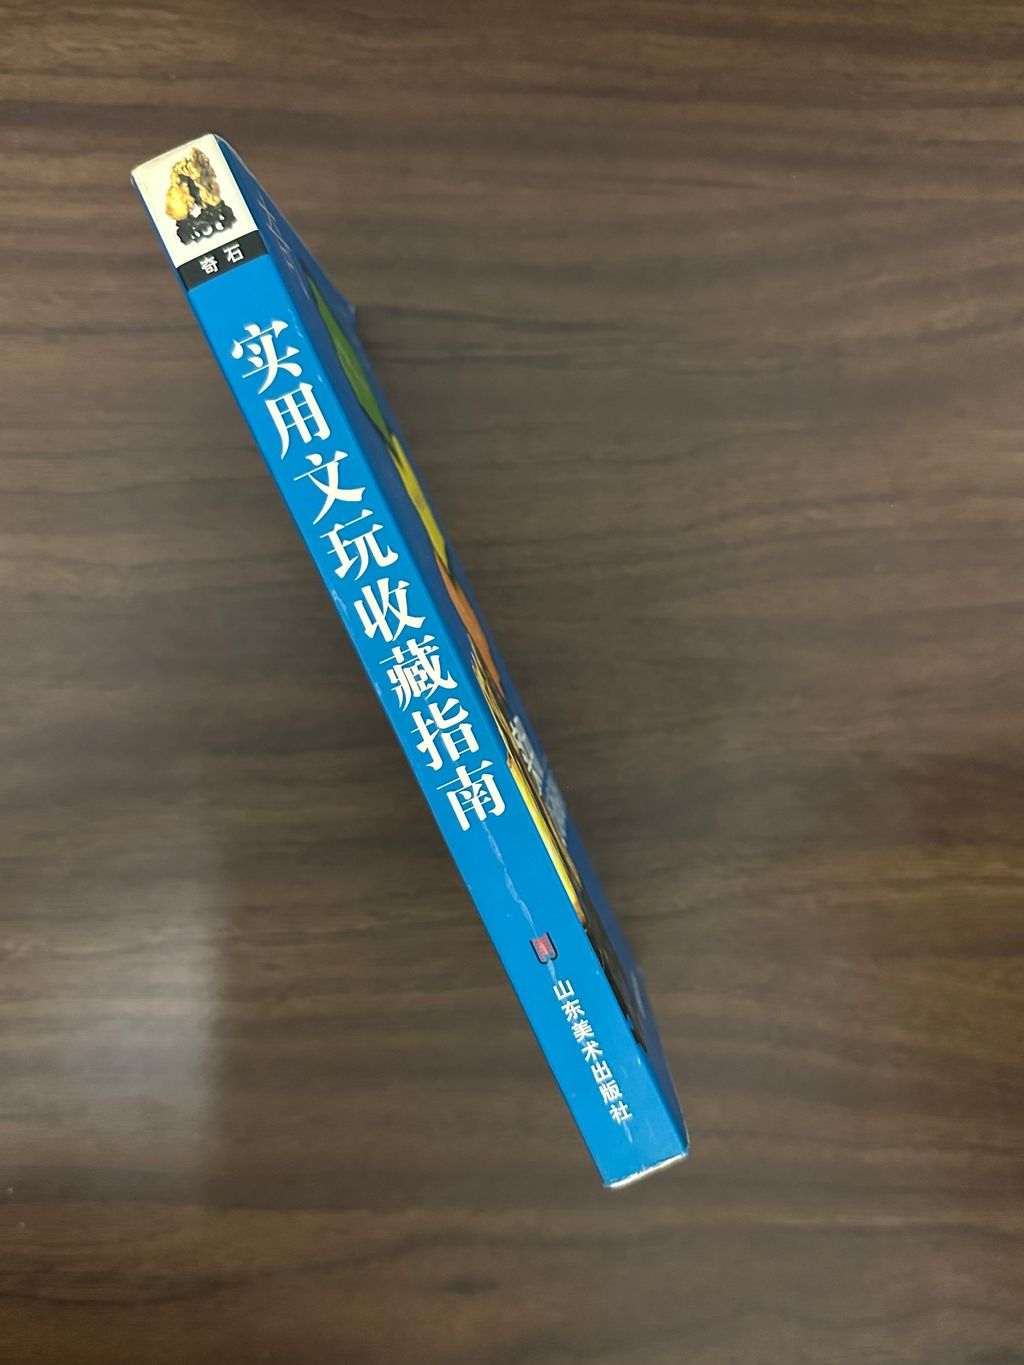 奇石
实用文玩收藏指南
山东美术出版社